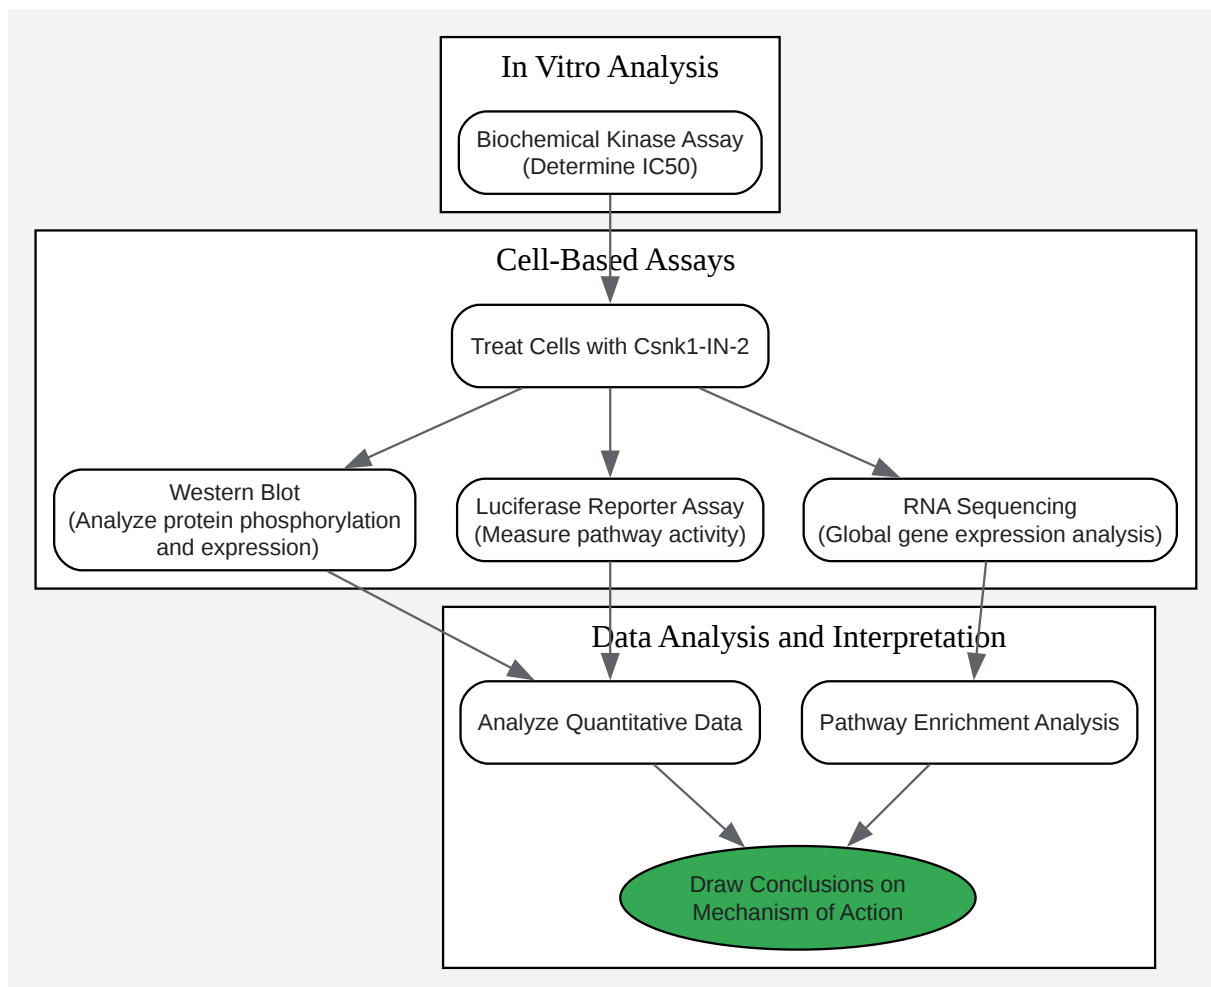 In Vitro Analysis
Biochemical Kinase Assay
(Determine IC50)
Cell-Based Assays
Treat Cells with Csnk1-IN-2
Western Blot
(Analyze protein phosphorylation
and expression)
Luciferase Reporter Assay
(Measure pathway activity)
RNA Sequencing
(Global gene expression analysis)
Data Analysis and Interpretation
Analyze Quantitative Data
Pathway Enrichment Analysis
Draw Conclusions on
Mechanism of Action